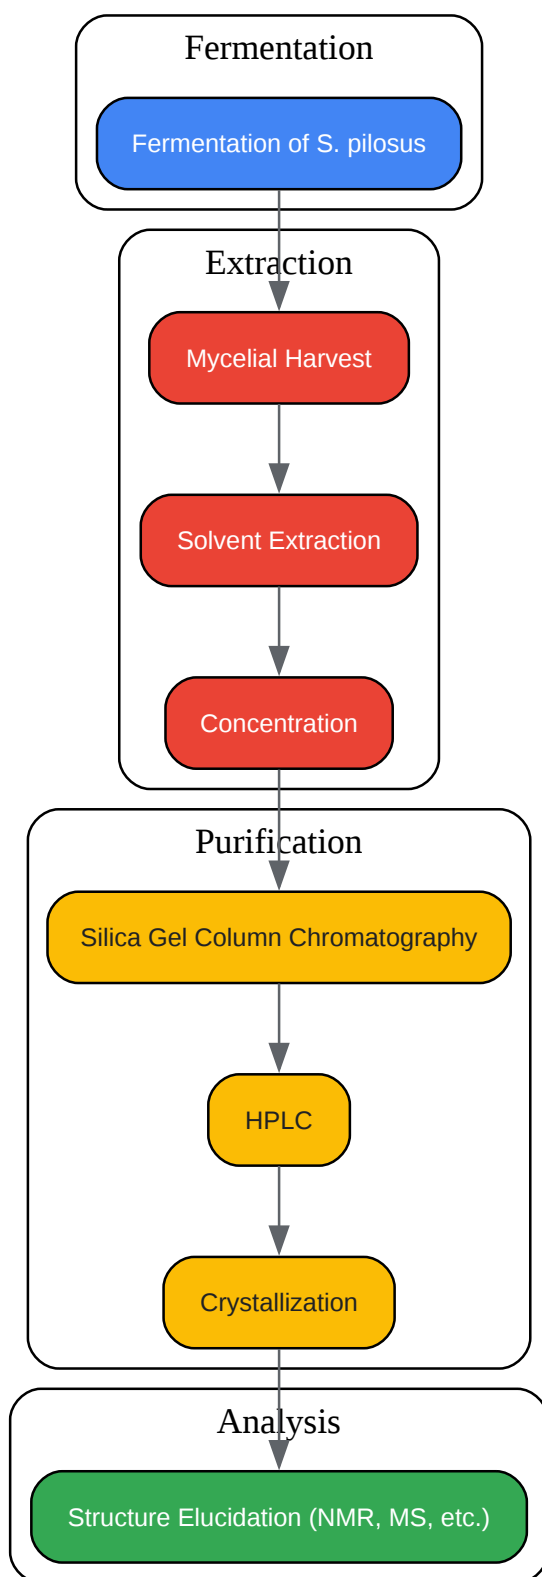 Fermentation
Fermentation of S. pilosus
Extraction
Mycelial Harvest
Solvent Extraction
Concentration
Purification
Silica Gel Column Chromatography
HPLC
Crystallization
Analysis
Structure Elucidation (NMR, MS, etc.)